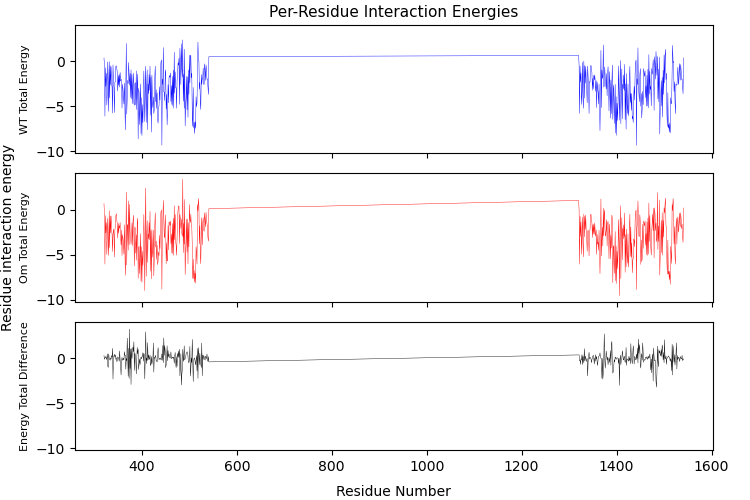 Per-Residue Interaction Energies
WT Total Energy
0
−5
−10
Residue interaction energy
Om Total Energy
0
−5
−10
Energy Total Difference
0
−5
−10
400 600 800 1000 1200 1400 1600
Residue Number